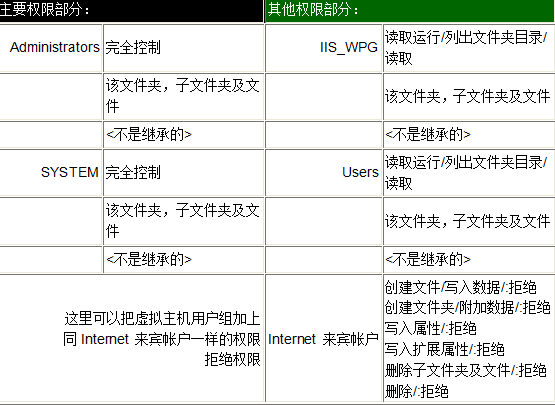 主要权限部分：
其他权限部分：
Administrators
完全控制
IIS_WPG
读取运行/列出文件夹目录/
读取
该文件夹，子文件夹及文
件
该文件夹，子文件夹及文件
<不是继承的>
<不是继承的>
SYSTEM
完全控制
Users
读取运行/列出文件夹目录/
读取
该文件夹，子文件夹及文
件
该文件夹，子文件夹及文件
<不是继承的>
<不是继承的>
这里可以把虚拟主机用户组加上
同 Internet 来宾帐户一样的权限
拒绝权限
Internet 来宾帐户
创建文件/写入数据/:拒绝
创建文件夹/附加数据/:拒绝
写入属性/:拒绝
写入扩展属性/:拒绝
删除子文件夹及文件/:拒绝
删除/:拒绝